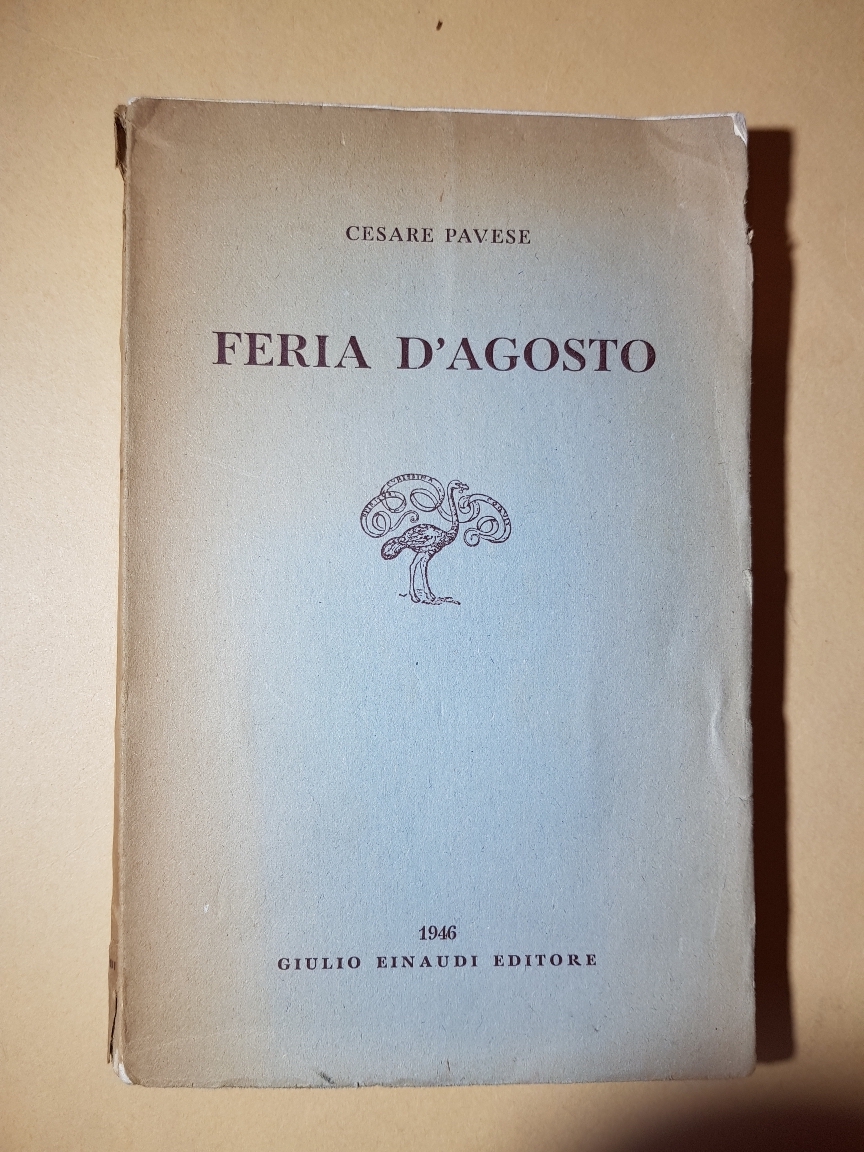 CESARE PAVESE
FERIA D'AGOSTO
1946
GIULIO EINAUDI EDITORE